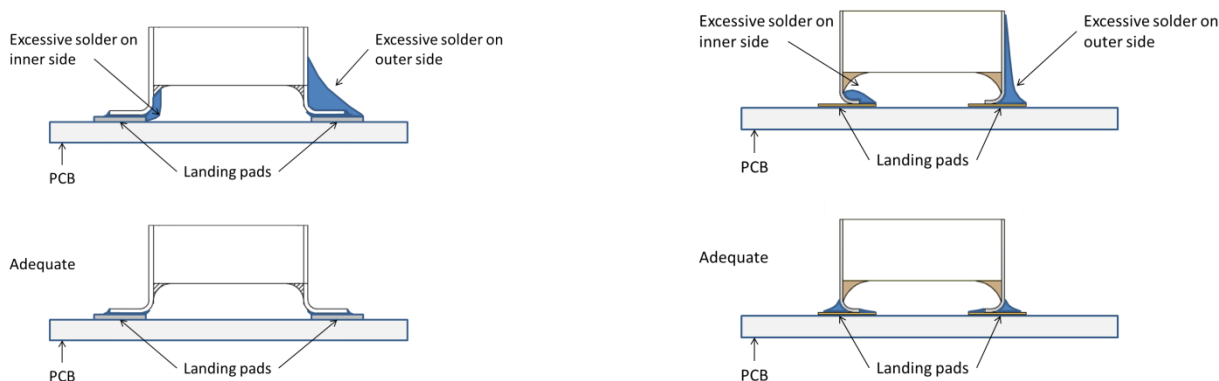 Excessive solder on
inner side
Excessive solder on
outer side
Landing pads
PCB
Adequate
Landing pads
PCB
Excessive solder on
inner side
Excessive solder on
outer side
Landing pads
PCB
Adequate
Landing pads
PCB